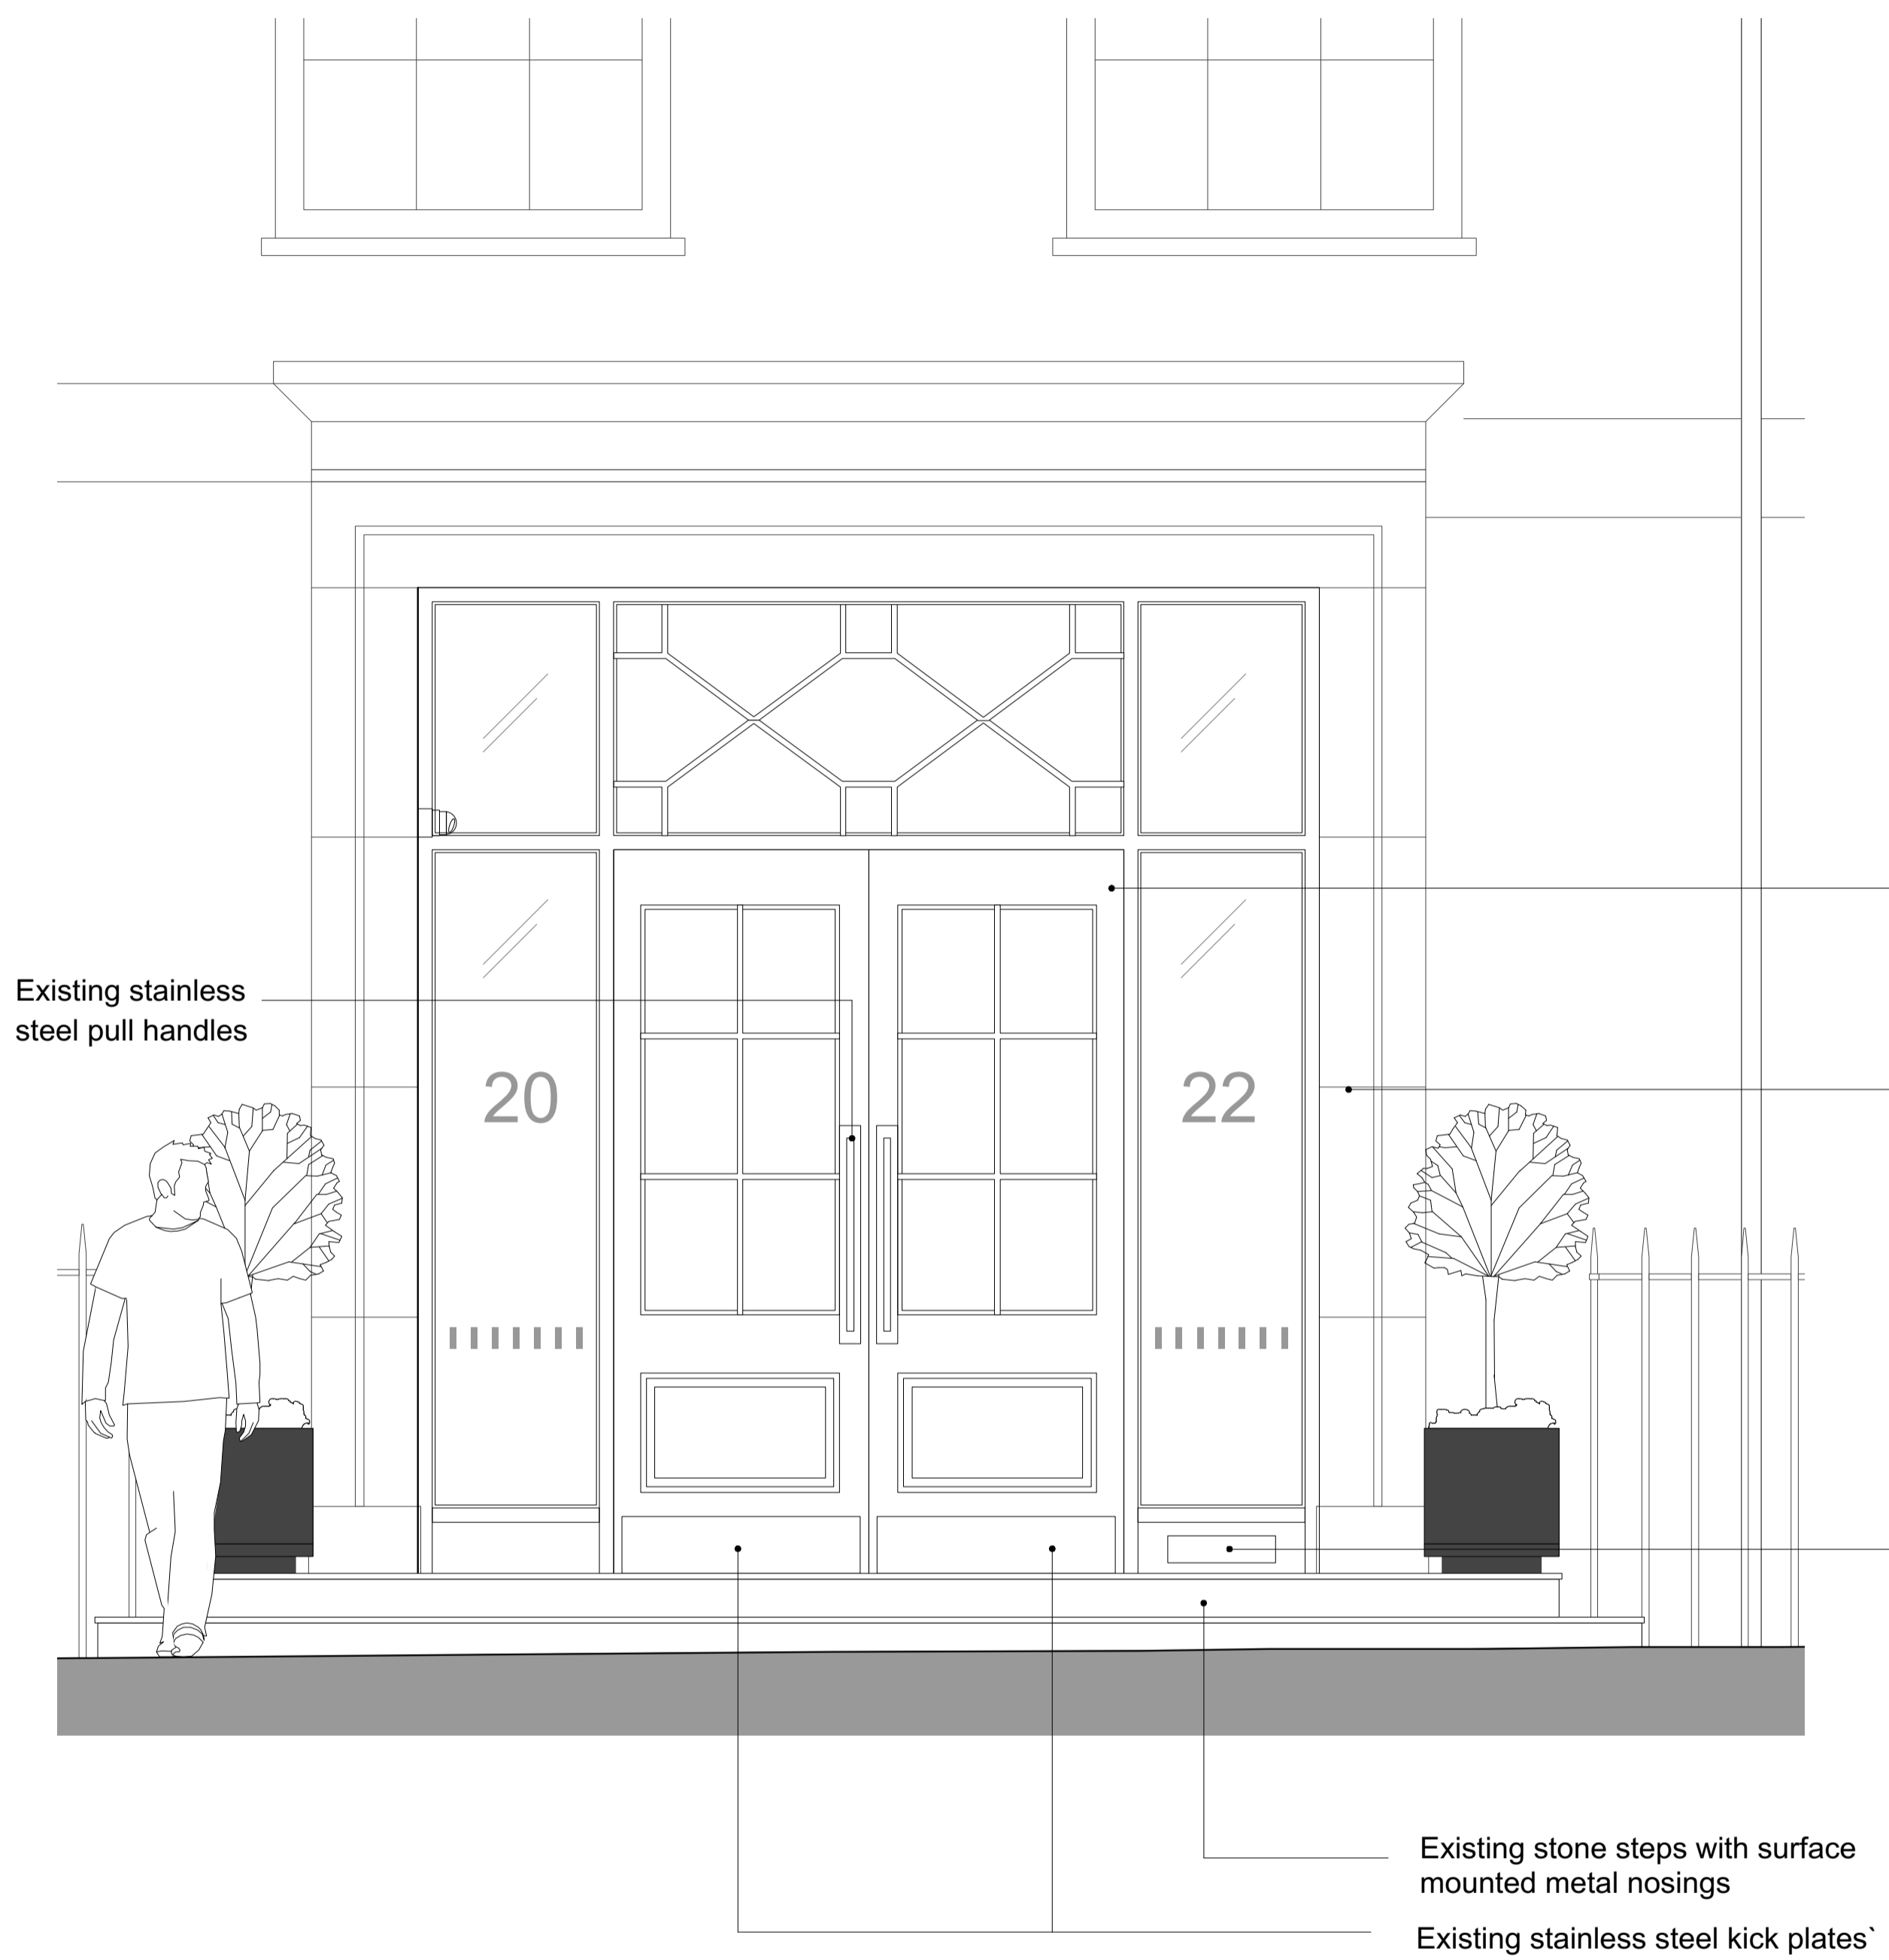 Existing stainless
steel pull handles
20
22
Existing stone steps with surface
mounted metal nosings
Existing stainless steel kick plates`